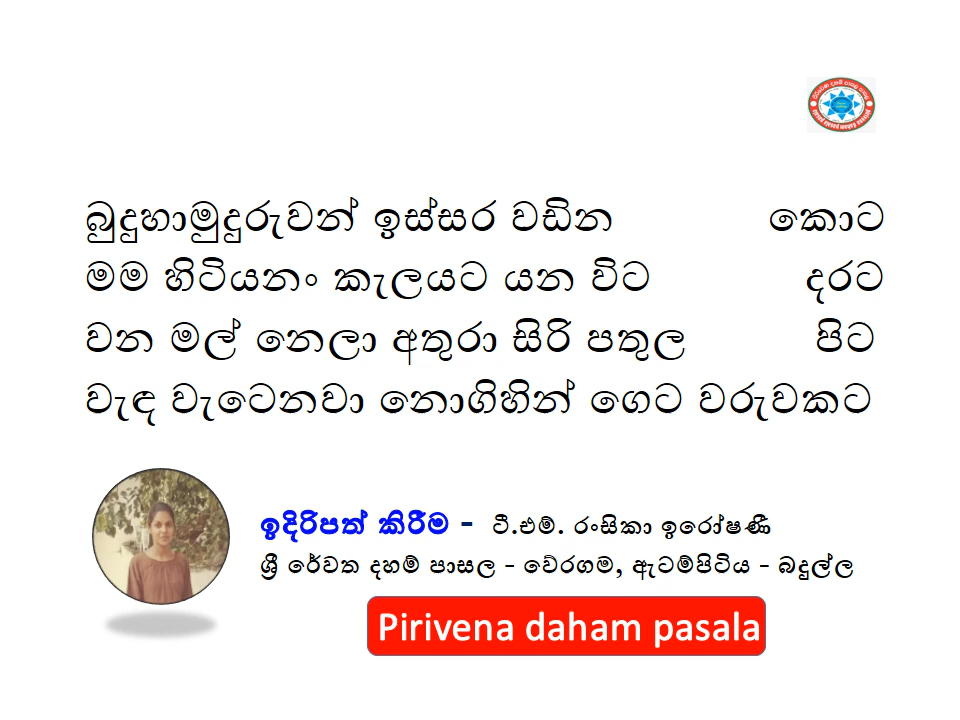 බුදුහාමුදුරුවන් ඉස්සර වඩින කොට
මම හිටියනං කැලයට යන විට දරට
වන මල් නෙලා අතුරා සිරි පතුල පිට
වැඳ වැටෙනවා නොගිහින් ගෙට වරුවකට
ඉදිරිපත් කිරීම - ටී.එම්. රංසිකා ඉරෝෂණී
ශ්‍රී රේවත දහම් පාසල - වේරගම, ඇටම්පිටිය - බදුල්ල
Pirivena daham pasala